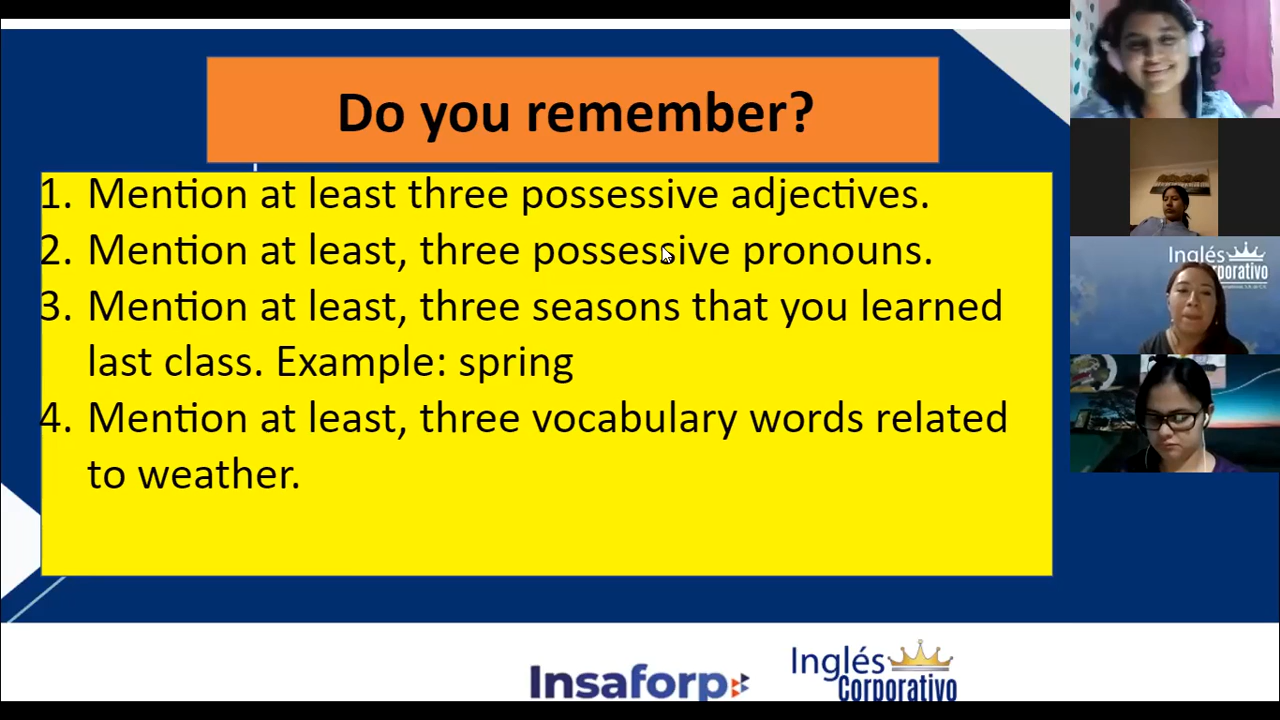 Do you remember?
1. Mention at least three possessive adjectives.
2. Mention at least, three possessive pronouns.
3. Mention at least, three seasons that you learned
last class. Example: spring
4. Mention at least, three vocabulary words related
to weather.
Inglés
Insaforp
Inglés
Corporativo